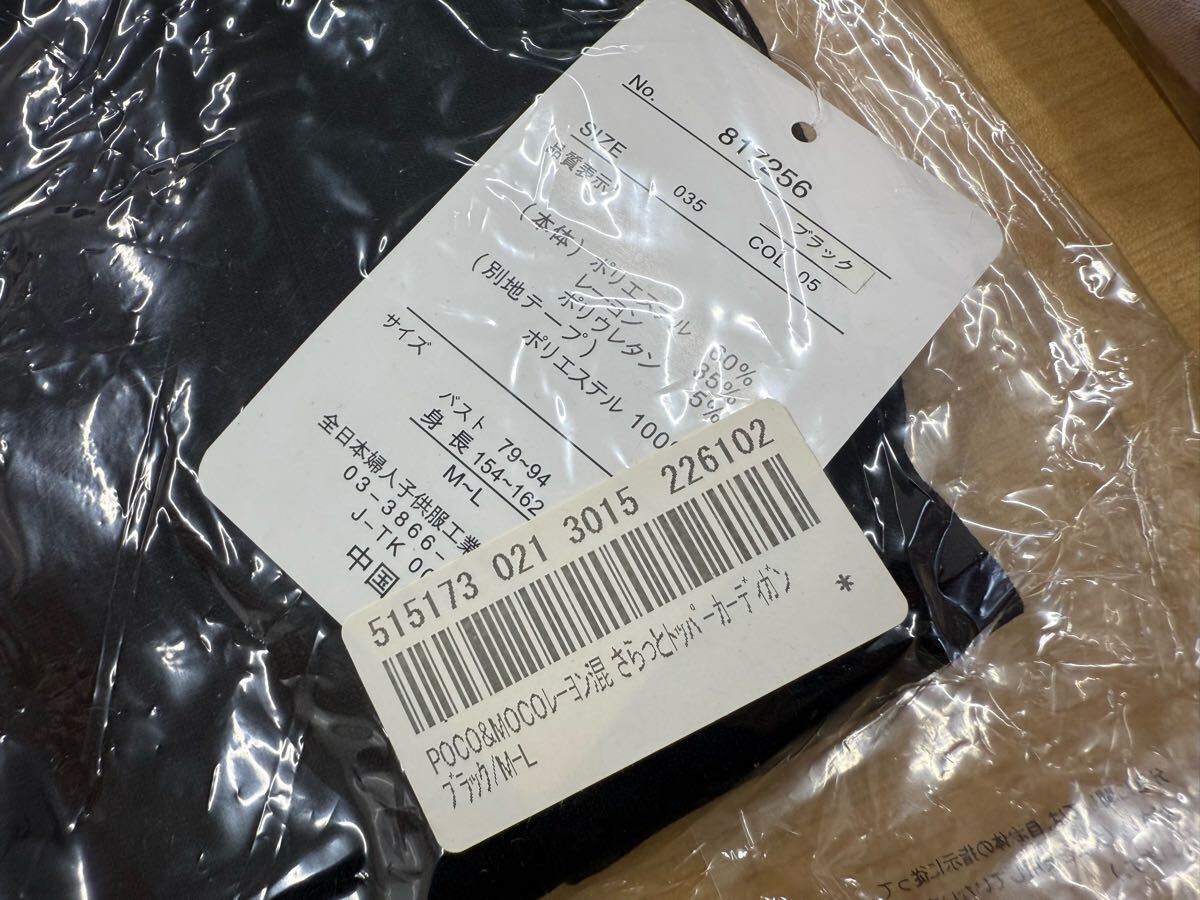 No. 817256
ブラック
SIZE 035 COL 05
品質表示
(本体) ポリエステル 60%
レーヨン 35%
ポリウレタン 5%
(別地テープ)
ポリエステル 100%
サイズ
バスト 79~94
身長 154~162
M~L
全日本婦人子供服工業
03-3866-
J-TK
中国
515173 021 3015 226102
POCO&MOCOレーヨン混 さらっとトッパーカーディガン *
ブラック/M-L